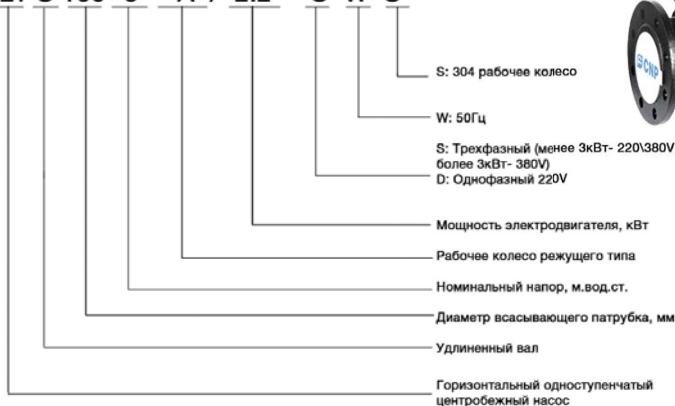 CNP
S: 304 рабочее колесо
W: 50Гц
S: Трехфазный (менее 3кВт- 220\380V
более 3кВт- 380V)
D: Однофазный 220V
Мощность электродвигателя, кВт
Рабочее колесо режущего типа
Номинальный напор, м.вод.ст.
Диаметр всасывающего патрубка, мм
Удлиненный вал
Горизонтальный одноступенчатый
центробежный насос